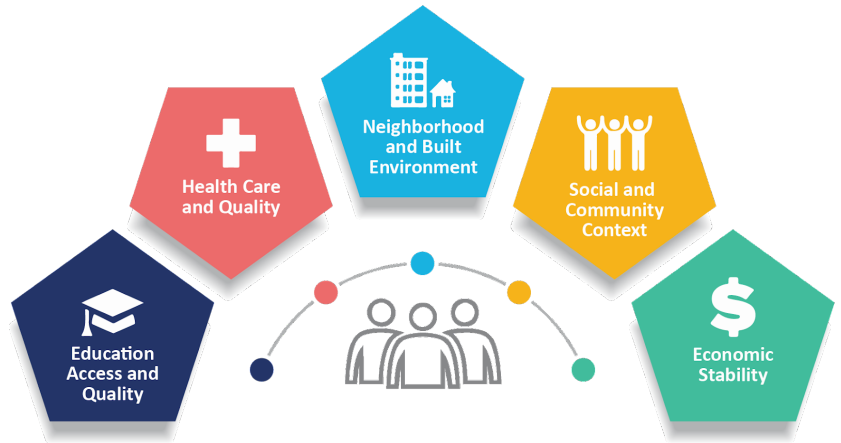 Education
Access and
Quality
Health Care
and Quality
Neighborhood
and Built
Environment
Social and
Community
Context
Economic
Stability